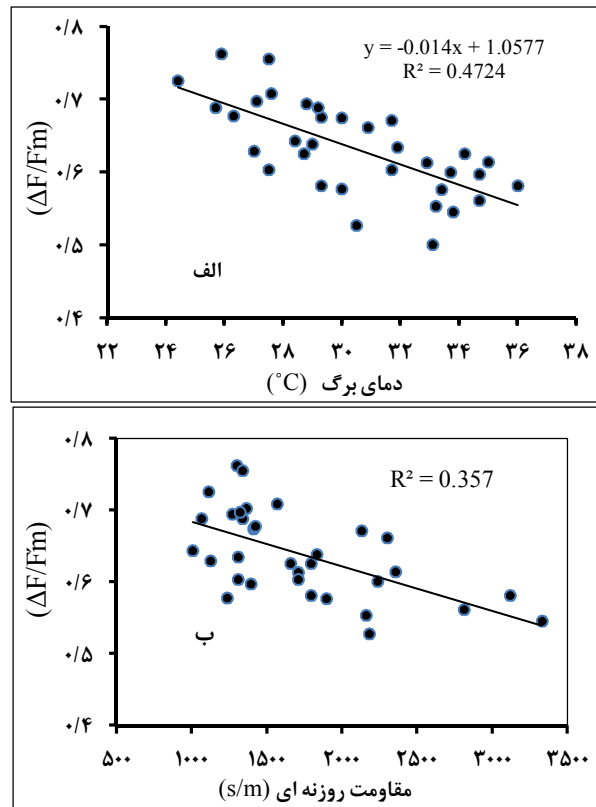 (ΔF/F́m)
۰/۸
۰/۷
۰/۶
۰/۵
۰/۴
y = -0.014x + 1.0577
R² = 0.4724
الف
۲۲ ۲۴ ۲۶ ۲۸ ۳۰ ۳۲ ۳۴ ۳۶ ۳۸
دمای برگ (˚C)
(ΔF/F́m)
۰/۸
۰/۷
۰/۶
۰/۵
۰/۴
R² = 0.357
ب
۵۰۰ ۱۰۰۰ ۱۵۰۰ ۲۰۰۰ ۲۵۰۰ ۳۰۰۰ ۳۵۰۰
مقاومت روزنه ای (s/m)